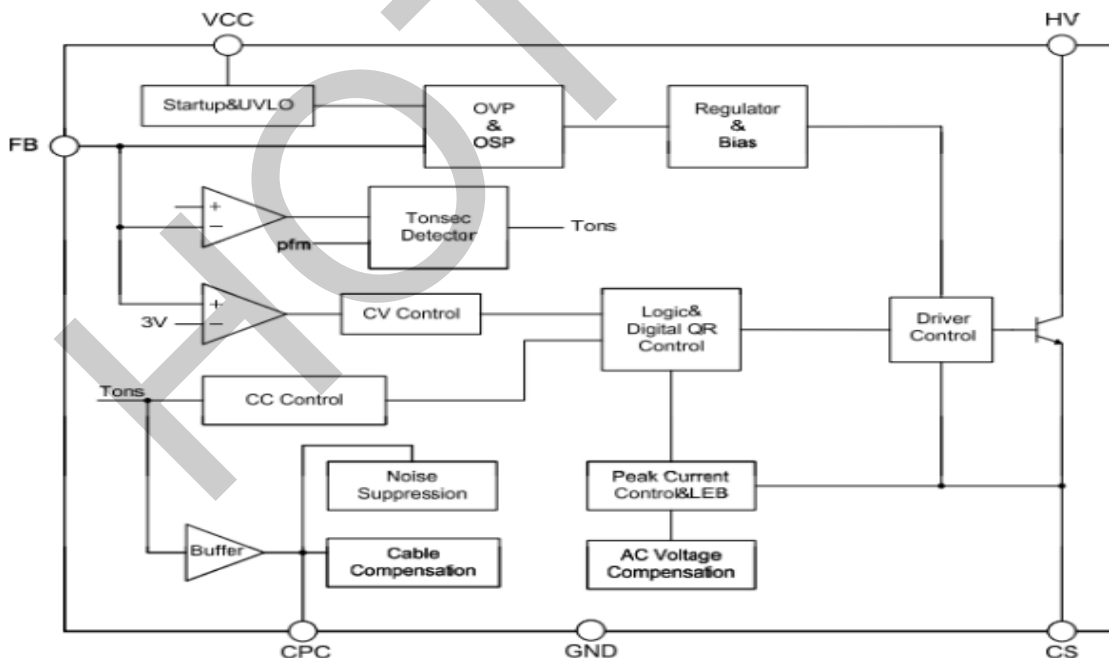 VCC
HV
Startup&UVLO
OVP
&
OSP
Regulator
&
Bias
FB
+
−
Tonsec
Detector
Tons
pfm
+
3V
−
CV Control
Logic&
Digital QR
Control
Driver
Control
Tons
CC Control
Noise
Suppression
Peak Current
Control&LEB
Buffer
Cable
Compensation
AC Voltage
Compensation
CPC
GND
CS
HOT